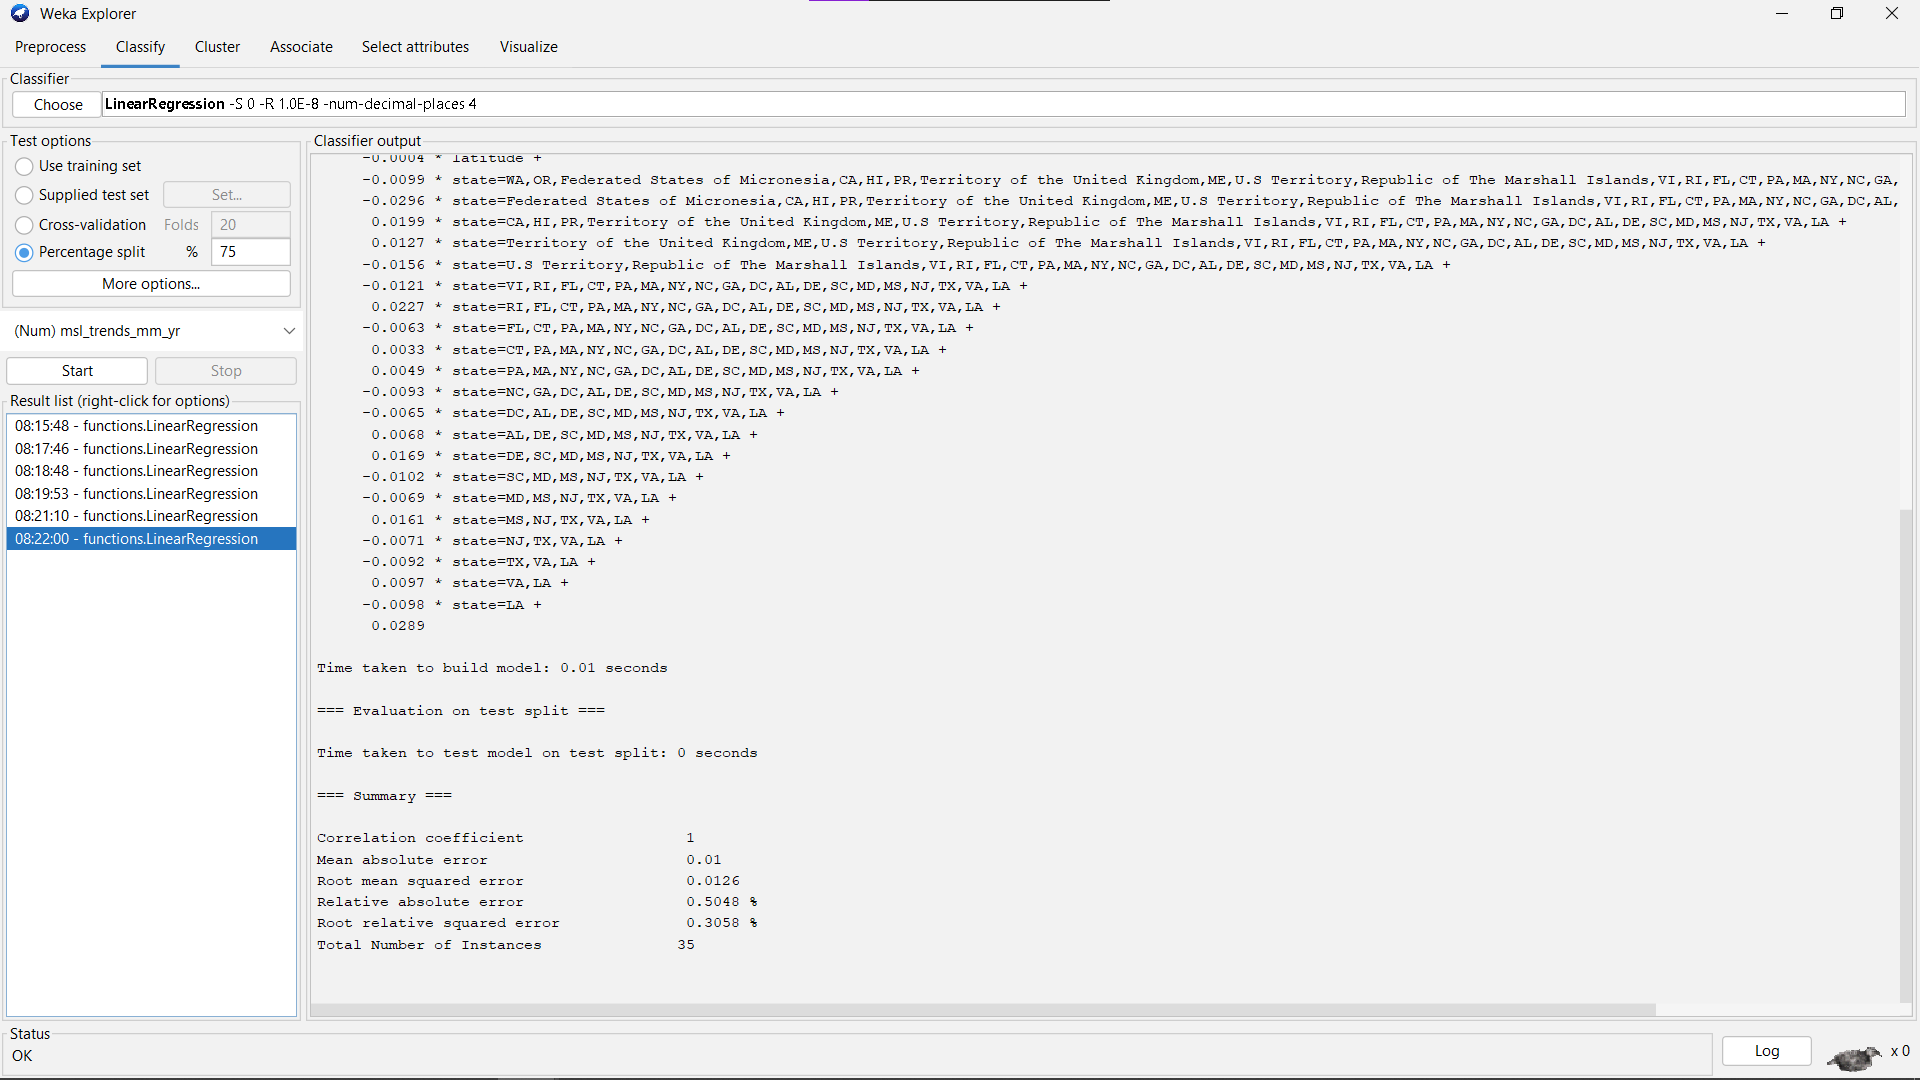 Weka Explorer
Preprocess Classify Cluster Associate Select attributes Visualize
Classifier
Choose LinearRegression -S 0 -R 1.0E-8 -num-decimal-places 4
Test options
Use training set
Supplied test set Set...
Cross-validation Folds 20
Percentage split % 75
More options...
(Num) msl_trends_mm_yr
Start Stop
Result list (right-click for options)
08:15:48 - functions.LinearRegression
08:17:46 - functions.LinearRegression
08:18:48 - functions.LinearRegression
08:19:53 - functions.LinearRegression
08:21:10 - functions.LinearRegression
08:22:00 - functions.LinearRegression
Classifier output
-0.0004 * latitude +
-0.0099 * state=WA,OR,Federated States of Micronesia,CA,HI,PR,Territory of the United Kingdom,ME,U.S Territory,Republic of The Marshall Islands,VI,RI,FL,CT,PA,MA,NY,NC,GA,
-0.0296 * state=Federated States of Micronesia,CA,HI,PR,Territory of the United Kingdom,ME,U.S Territory,Republic of The Marshall Islands,VI,RI,FL,CT,PA,MA,NY,NC,GA,DC,AL,
0.0199 * state=CA,HI,PR,Territory of the United Kingdom,ME,U.S Territory,Republic of The Marshall Islands,VI,RI,FL,CT,PA,MA,NY,NC,GA,DC,AL,DE,SC,MD,MS,NJ,TX,VA,LA +
0.0127 * state=Territory of the United Kingdom,ME,U.S Territory,Republic of The Marshall Islands,VI,RI,FL,CT,PA,MA,NY,NC,GA,DC,AL,DE,SC,MD,MS,NJ,TX,VA,LA +
-0.0156 * state=U.S Territory,Republic of The Marshall Islands,VI,RI,FL,CT,PA,MA,NY,NC,GA,DC,AL,DE,SC,MD,MS,NJ,TX,VA,LA +
-0.0121 * state=VI,RI,FL,CT,PA,MA,NY,NC,GA,DC,AL,DE,SC,MD,MS,NJ,TX,VA,LA +
0.0227 * state=RI,FL,CT,PA,MA,NY,NC,GA,DC,AL,DE,SC,MD,MS,NJ,TX,VA,LA +
-0.0063 * state=FL,CT,PA,MA,NY,NC,GA,DC,AL,DE,SC,MD,MS,NJ,TX,VA,LA +
0.0033 * state=CT,PA,MA,NY,NC,GA,DC,AL,DE,SC,MD,MS,NJ,TX,VA,LA +
0.0049 * state=PA,MA,NY,NC,GA,DC,AL,DE,SC,MD,MS,NJ,TX,VA,LA +
-0.0093 * state=NC,GA,DC,AL,DE,SC,MD,MS,NJ,TX,VA,LA +
-0.0065 * state=DC,AL,DE,SC,MD,MS,NJ,TX,VA,LA +
0.0068 * state=AL,DE,SC,MD,MS,NJ,TX,VA,LA +
0.0169 * state=DE,SC,MD,MS,NJ,TX,VA,LA +
-0.0102 * state=SC,MD,MS,NJ,TX,VA,LA +
-0.0069 * state=MD,MS,NJ,TX,VA,LA +
0.0161 * state=MS,NJ,TX,VA,LA +
-0.0071 * state=NJ,TX,VA,LA +
-0.0092 * state=TX,VA,LA +
0.0097 * state=VA,LA +
-0.0098 * state=LA +
0.0289
Time taken to build model: 0.01 seconds
=== Evaluation on test split ===
Time taken to test model on test split: 0 seconds
=== Summary ===
Correlation coefficient 1
Mean absolute error 0.01
Root mean squared error 0.0126
Relative absolute error 0.5048 %
Root relative squared error 0.3058 %
Total Number of Instances 35
Status
OK
Log
x 0